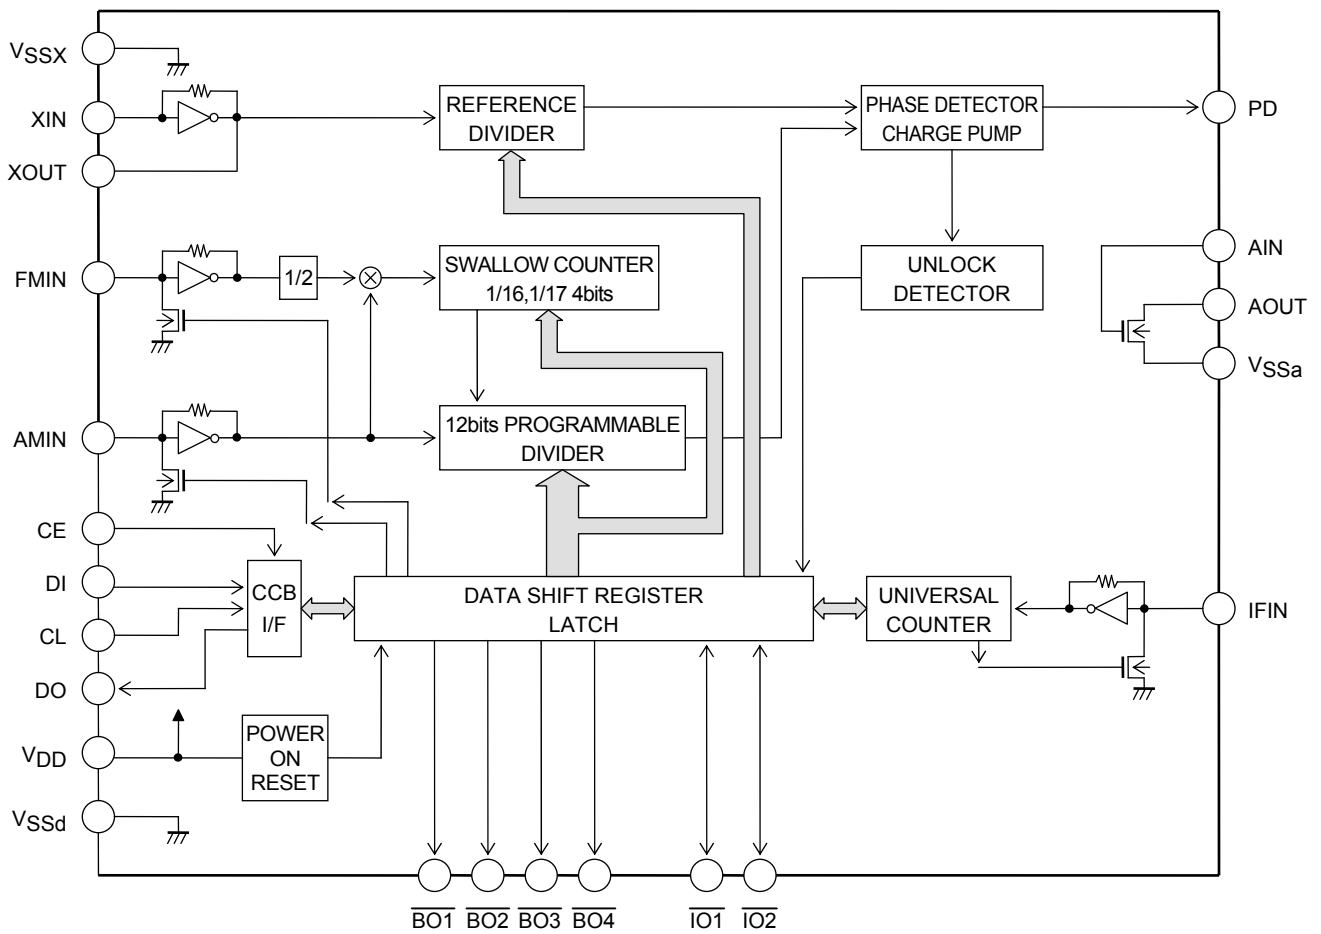 VSSX
XIN
XOUT
REFERENCE
DIVIDER
PHASE DETECTOR
CHARGE PUMP
PD
FMIN
1/2
SWALLOW COUNTER
1/16,1/17 4bits
UNLOCK
DETECTOR
AIN
AOUT
VSSa
AMIN
12bits PROGRAMMABLE
DIVIDER
CE
DI
CL
DO
CCB
I/F
DATA SHIFT REGISTER
LATCH
UNIVERSAL
COUNTER
IFIN
VDD
POWER
ON
RESET
VSSd
BO1 BO2 BO3 BO4 IO1 IO2